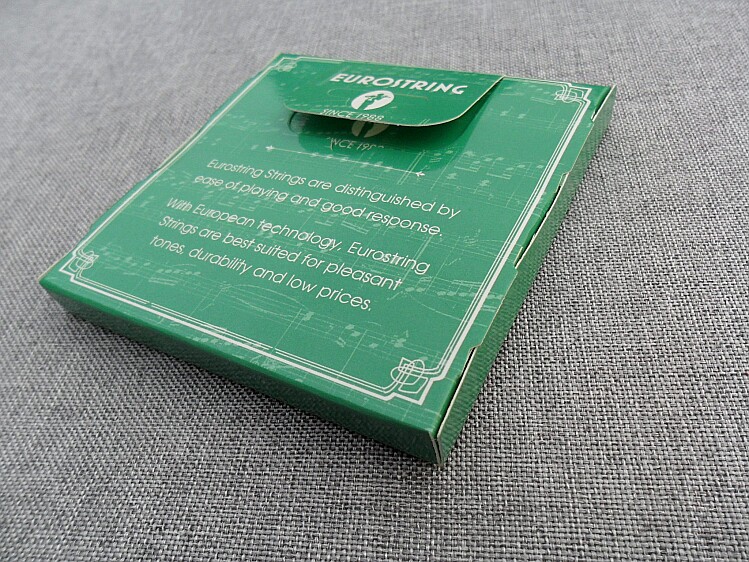 EUROSTRING
SINCE 1988
Eurostring Strings are distinguished by
ease of playing and good response.
With European technology. Eurostring
Strings are best suited for pleasant
tones, durability and low prices.